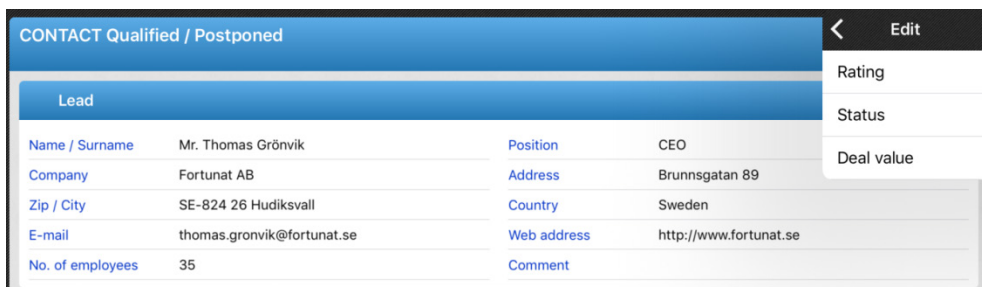 CONTACT Qualified / Postponed
Edit
Rating
Status
Deal value
Lead
Name / Surname Mr. Thomas Grönvik Position CEO
Company Fortunat AB Address Brunnsgatan 89
Zip / City SE-824 26 Hudiksvall Country Sweden
E-mail thomas.gronvik@fortunat.se Web address http://www.fortunat.se
No. of employees 35 Comment